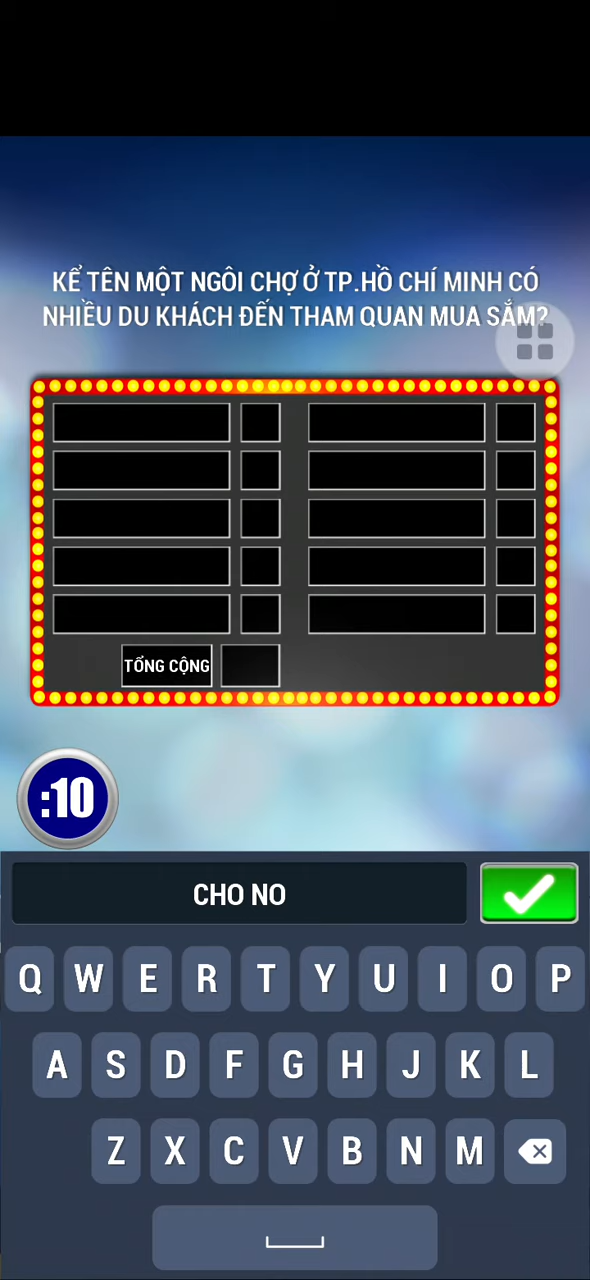 KỂ TÊN MỘT NGÔI CHỢ Ở TP.HỒ CHÍ MINH CÓ
NHIỀU DU KHÁCH ĐẾN THAM QUAN MUA SẮM?
TỔNG CỘNG
:10
CHO NO
Q W E R T Y U I O P
A S D F G H J K L
Z X C V B N M